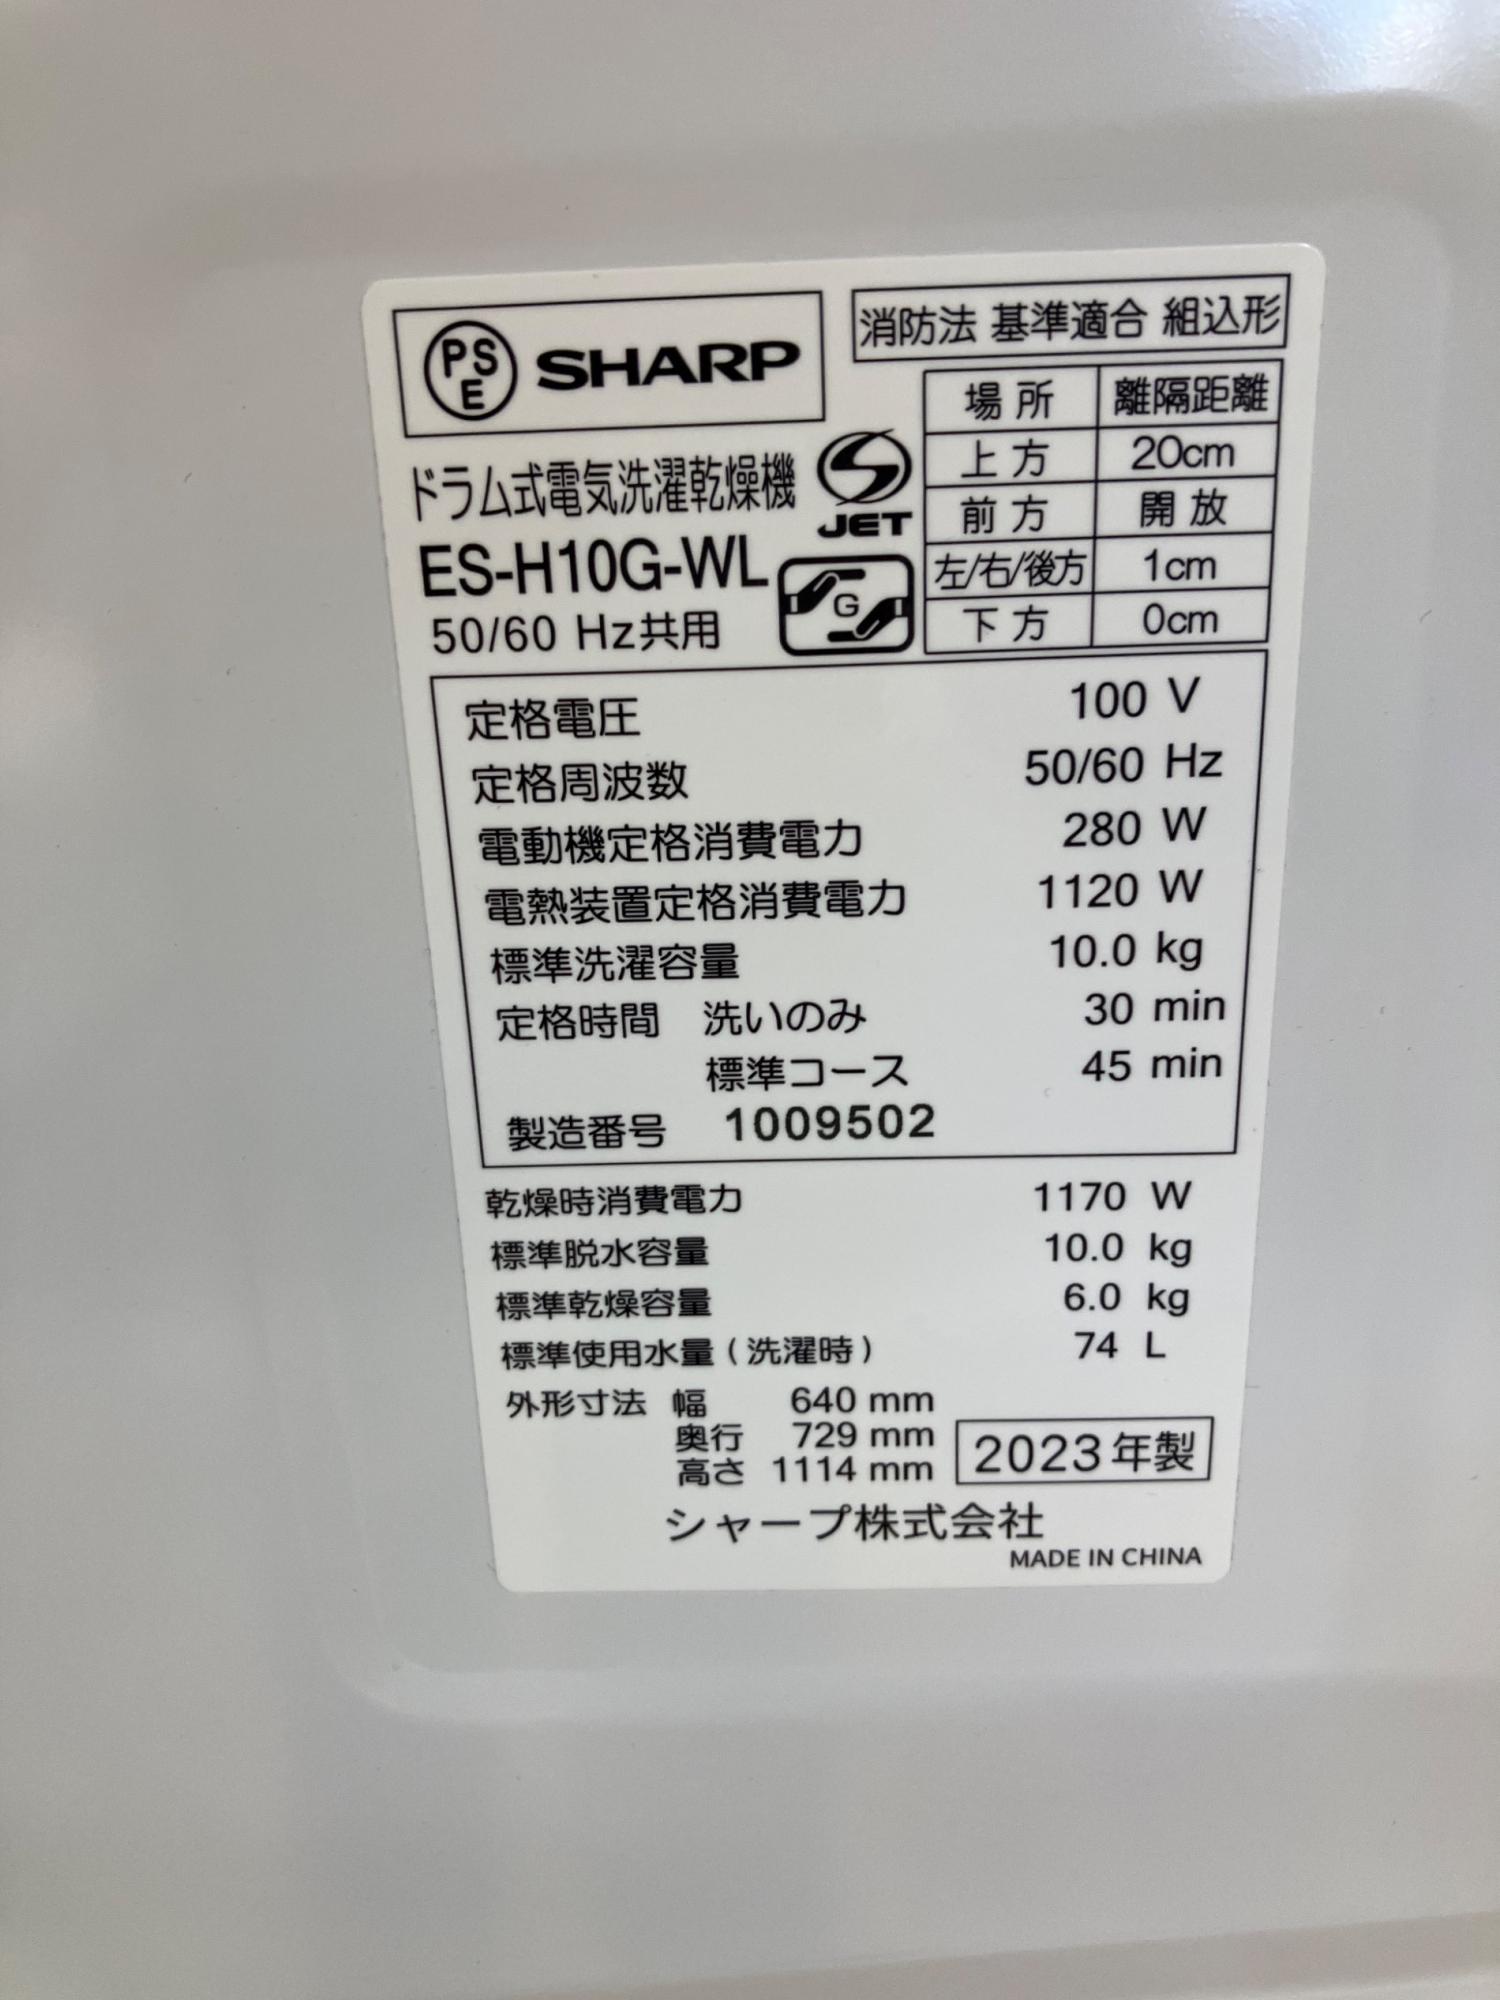 PSE SHARP
消防法 基準適合 組込形
ドラム式電気洗濯乾燥機
ES-H10G-WL
50/60 Hz共用
S JET
G
場所 離隔距離
上方 20cm
前方 開放
左/右/後方 1cm
下方 0cm
定格電圧 100 V
定格周波数 50/60 Hz
電動機定格消費電力 280 W
電熱装置定格消費電力 1120 W
標準洗濯容量 10.0 kg
定格時間 洗いのみ 30 min
標準コース 45 min
製造番号 1009502
乾燥時消費電力 1170 W
標準脱水容量 10.0 kg
標準乾燥容量 6.0 kg
標準使用水量(洗濯時) 74 L
外形寸法 幅 640 mm
奥行 729 mm
高さ 1114 mm
2023年製
シャープ株式会社
MADE IN CHINA